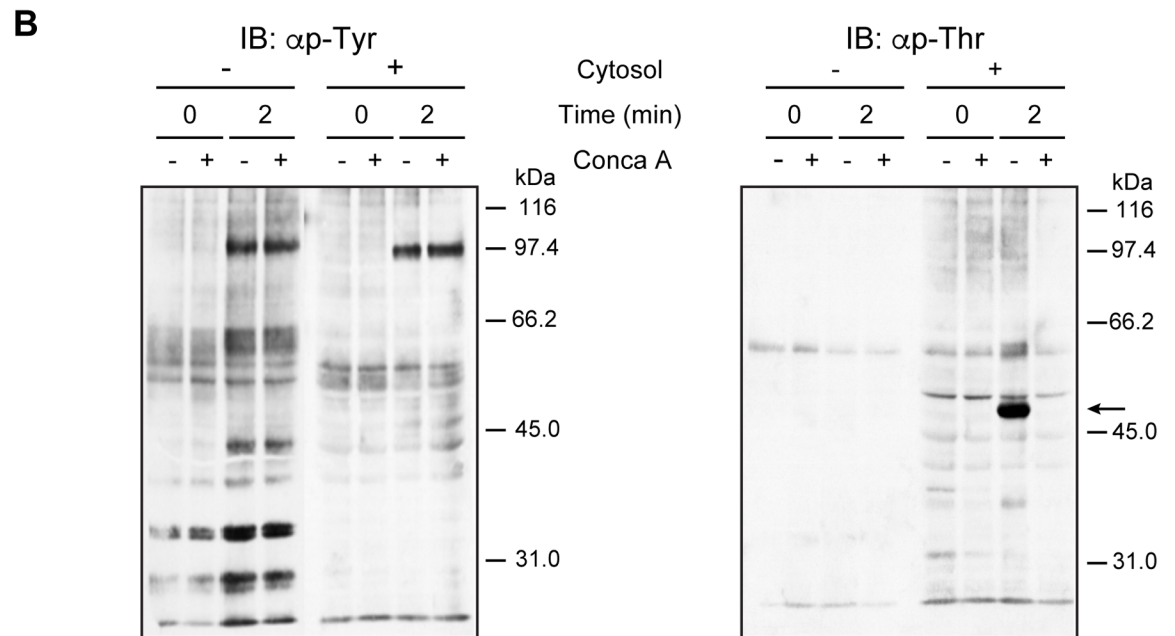 B
IB: αp-Tyr
IB: αp-Thr
- + Cytosol - +
0 2 0 2 Time (min) 0 2 0 2
- + - + - + - + Conca A - + - + - + - +
kDa kDa
116 116
97.4 97.4
66.2 66.2
45.0 45.0
31.0 31.0